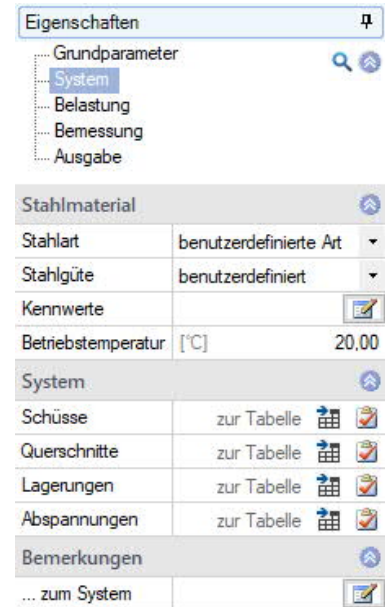 Eigenschaften
Grundparameter
System
Belastung
Bemessung
Ausgabe
Stahlmaterial
Stahlart benutzerdefinierte Art
Stahlgüte benutzerdefiniert
Kennwerte
Betriebstemperatur [°C] 20,00
System
Schüsse zur Tabelle
Querschnitte zur Tabelle
Lagerungen zur Tabelle
Abspannungen zur Tabelle
Bemerkungen
... zum System